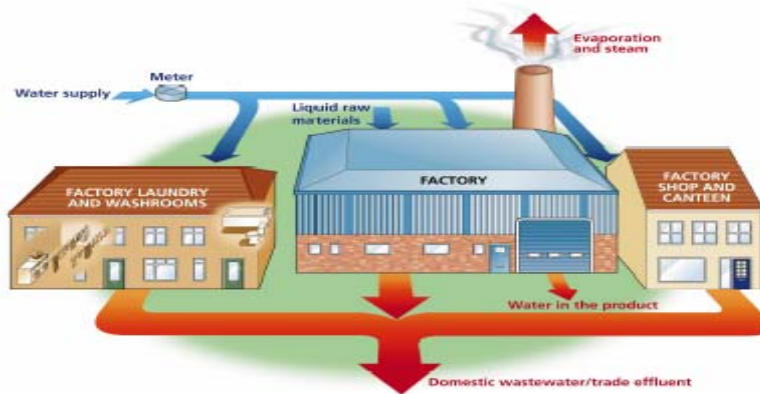 Evaporation
and steam
Meter
Water supply
Liquid raw
materials
FACTORY LAUNDRY
AND WASHROOMS
FACTORY
FACTORY
SHOP AND
CANTEEN
Water in the product
Domestic wastewater/trade effluent